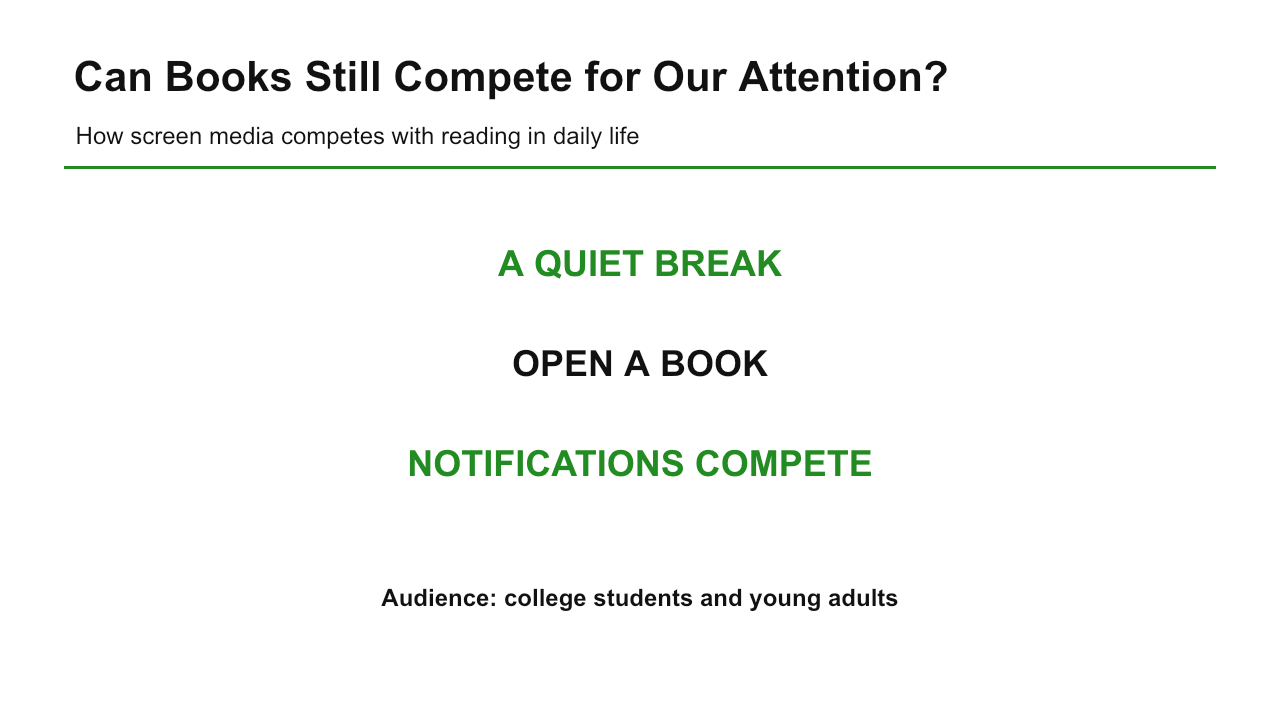 Can Books Still Compete for Our Attention?
How screen media competes with reading in daily life
A QUIET BREAK
OPEN A BOOK
NOTIFICATIONS COMPETE
Audience: college students and young adults